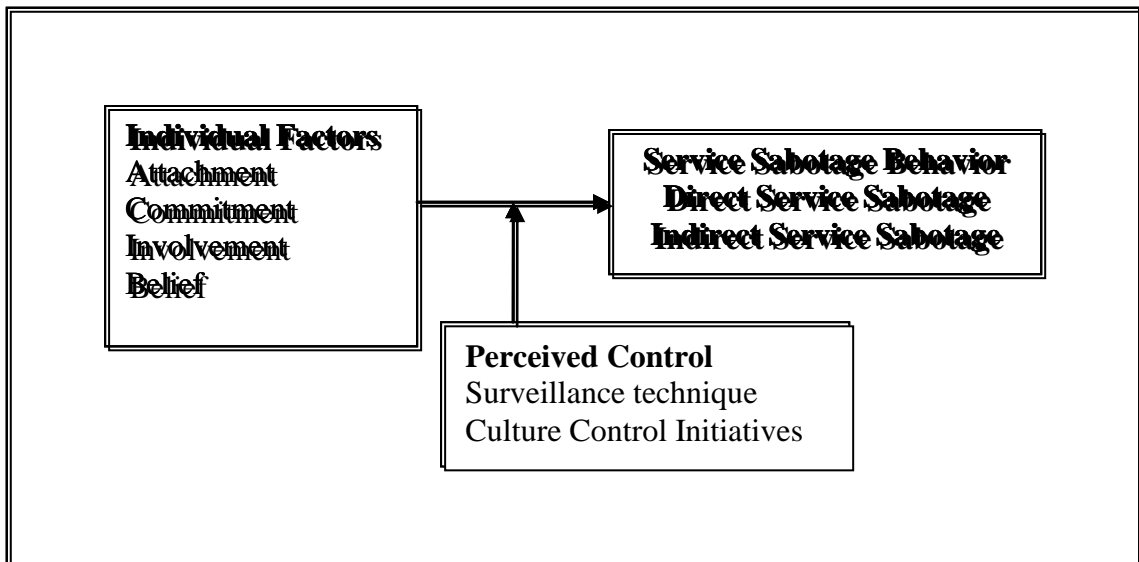 Individual Factors
Attachment
Commitment
Involvement
Belief
Service Sabotage Behavior
Direct Service Sabotage
Indirect Service Sabotage
Perceived Control
Surveillance technique
Culture Control Initiatives